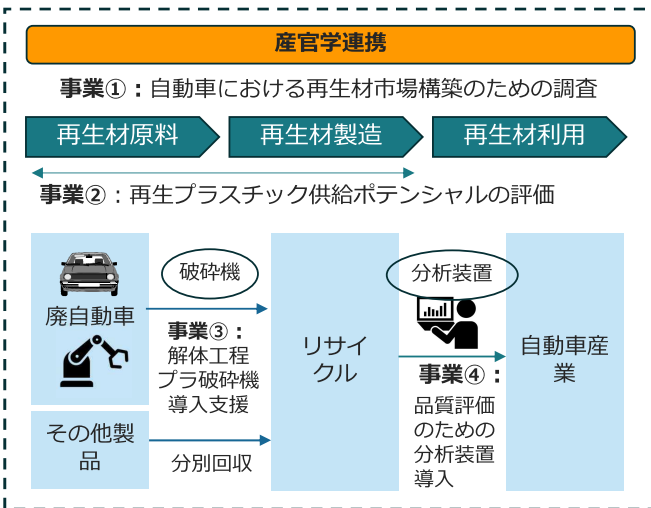 産官学連携
事業①：自動車における再生材市場構築のための調査
再生材原料
再生材製造
再生材利用
事業②：再生プラスチック供給ポテンシャルの評価
廃自動車
破砕機
事業③：
解体工程
プラ破砕機
導入支援
その他製
品
分別回収
リサイ
クル
分析装置
事業④：
品質評価
のための
分析装置
導入
自動車産
業